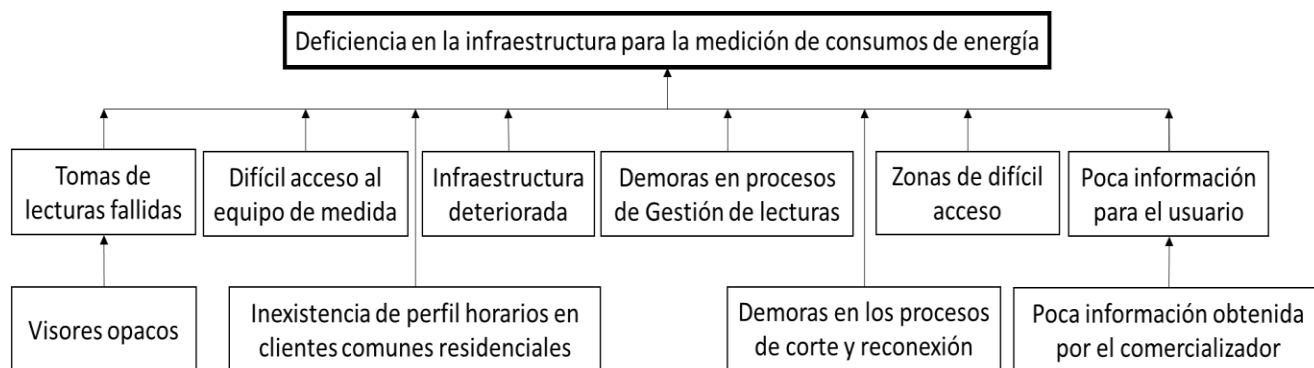 Deficiencia en la infraestructura para la medición de consumos de energía
Tomas de
lecturas fallidas
Difícil acceso al
equipo de medida
Infraestructura
deteriorada
Demoras en procesos
de Gestión de lecturas
Zonas de difícil
acceso
Poca información
para el usuario
Visores opacos
Inexistencia de perfil horarios en
clientes comunes residenciales
Demoras en los procesos
de corte y reconexión
Poca información obtenida
por el comercializador